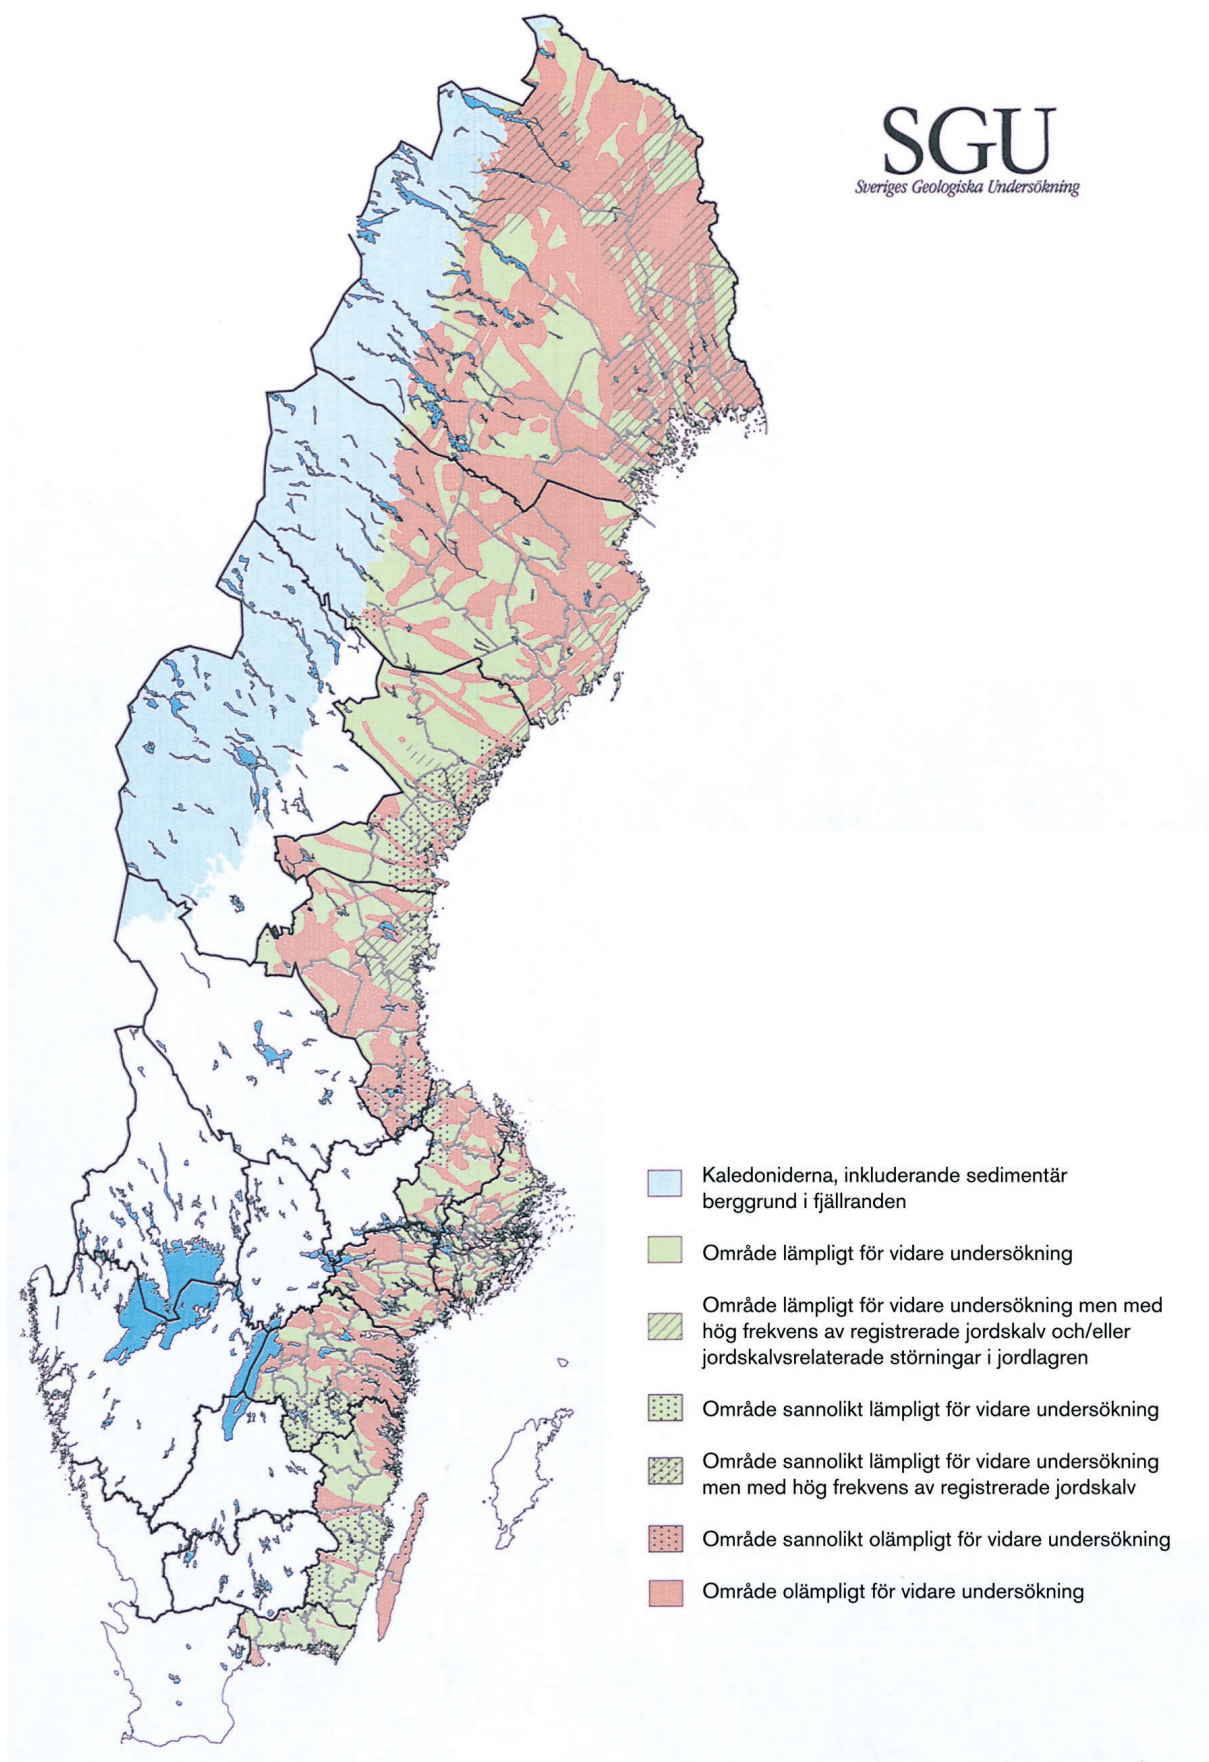 SGU
Sveriges Geologiska Undersökning
Kaledoniderna, inkluderande sedimentär
berggrund i fjällranden
Område lämpligt för vidare undersökning
Område lämpligt för vidare undersökning men med
hög frekvens av registrerade jordskalv och/eller
jordskalvsrelaterade störningar i jordlagren
Område sannolikt lämpligt för vidare undersökning
Område sannolikt lämpligt för vidare undersökning
men med hög frekvens av registrerade jordskalv
Område sannolikt olämpligt för vidare undersökning
Område olämpligt för vidare undersökning